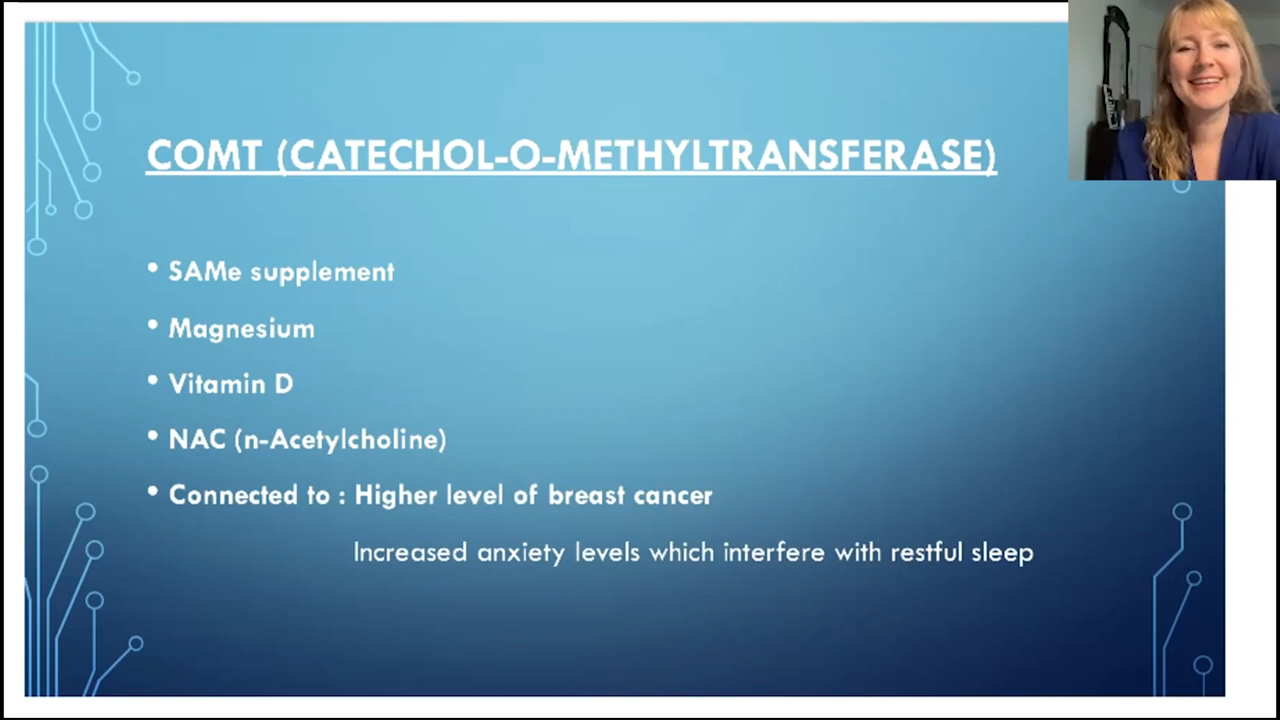 COMT (CATECHOL-O-METHYLTRANSFERASE)
• SAMe supplement
• Magnesium
• Vitamin D
• NAC (n-Acetylcholine)
• Connected to : Higher level of breast cancer
Increased anxiety levels which interfere with restful sleep